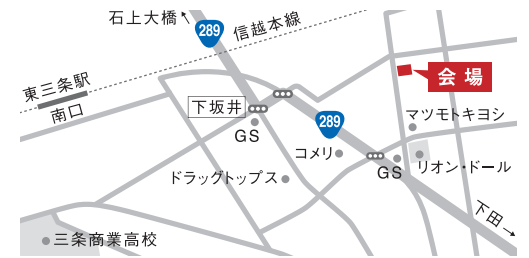 石上大橋
289
信越本線
東三条駅
南口
会場
下坂井
GS
289
マツモトキヨシ
コメリ
GS
リオン・ドール
ドラッグトップス
下田
三条商業高校